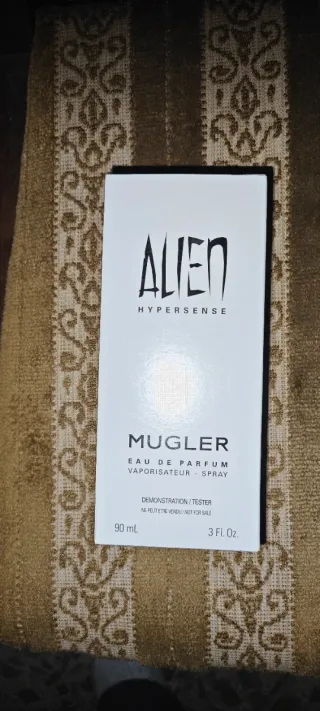 ALIEN
HYPERSENSE
MUGLER
EAU DE PARFUM
VAPORISATEUR - SPRAY
DEMONSTRATION / TESTER
NE PEUT ETRE VENDU / NOT FOR SALE
90 mL 3 Fl. Oz.